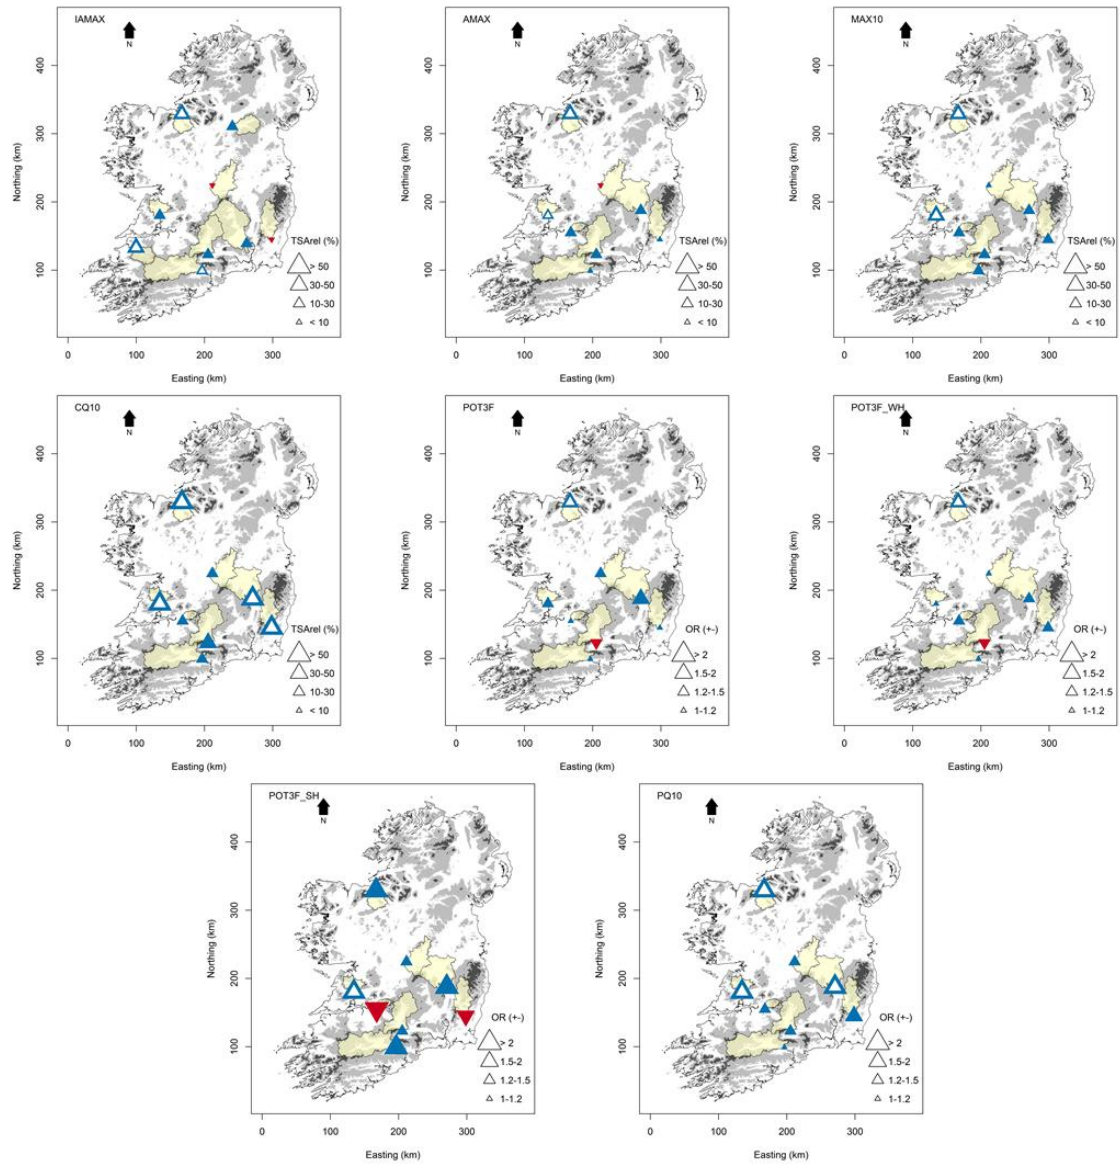 IAMAX
N
Northing (km)
400
300
200
100
TSArel (%)
> 50
30-50
10-30
< 10
0 100 200 300
Easting (km)
AMAX
N
Northing (km)
400
300
200
100
TSArel (%)
> 50
30-50
10-30
< 10
0 100 200 300
Easting (km)
MAX10
N
Northing (km)
400
300
200
100
TSArel (%)
> 50
30-50
10-30
< 10
0 100 200 300
Easting (km)
CQ10
N
Northing (km)
400
300
200
100
TSArel (%)
> 50
30-50
10-30
< 10
0 100 200 300
Easting (km)
POT3F
N
Northing (km)
400
300
200
100
OR (+-)
> 2
1.5-2
1.2-1.5
1-1.2
0 100 200 300
Easting (km)
POT3F_WH
N
Northing (km)
400
300
200
100
OR (+-)
> 2
1.5-2
1.2-1.5
1-1.2
0 100 200 300
Easting (km)
POT3F_SH
N
Northing (km)
400
300
200
100
OR (+-)
> 2
1.5-2
1.2-1.5
1-1.2
0 100 200 300
Easting (km)
PQ10
N
Northing (km)
400
300
200
100
OR (+-)
> 2
1.5-2
1.2-1.5
1-1.2
0 100 200 300
Easting (km)